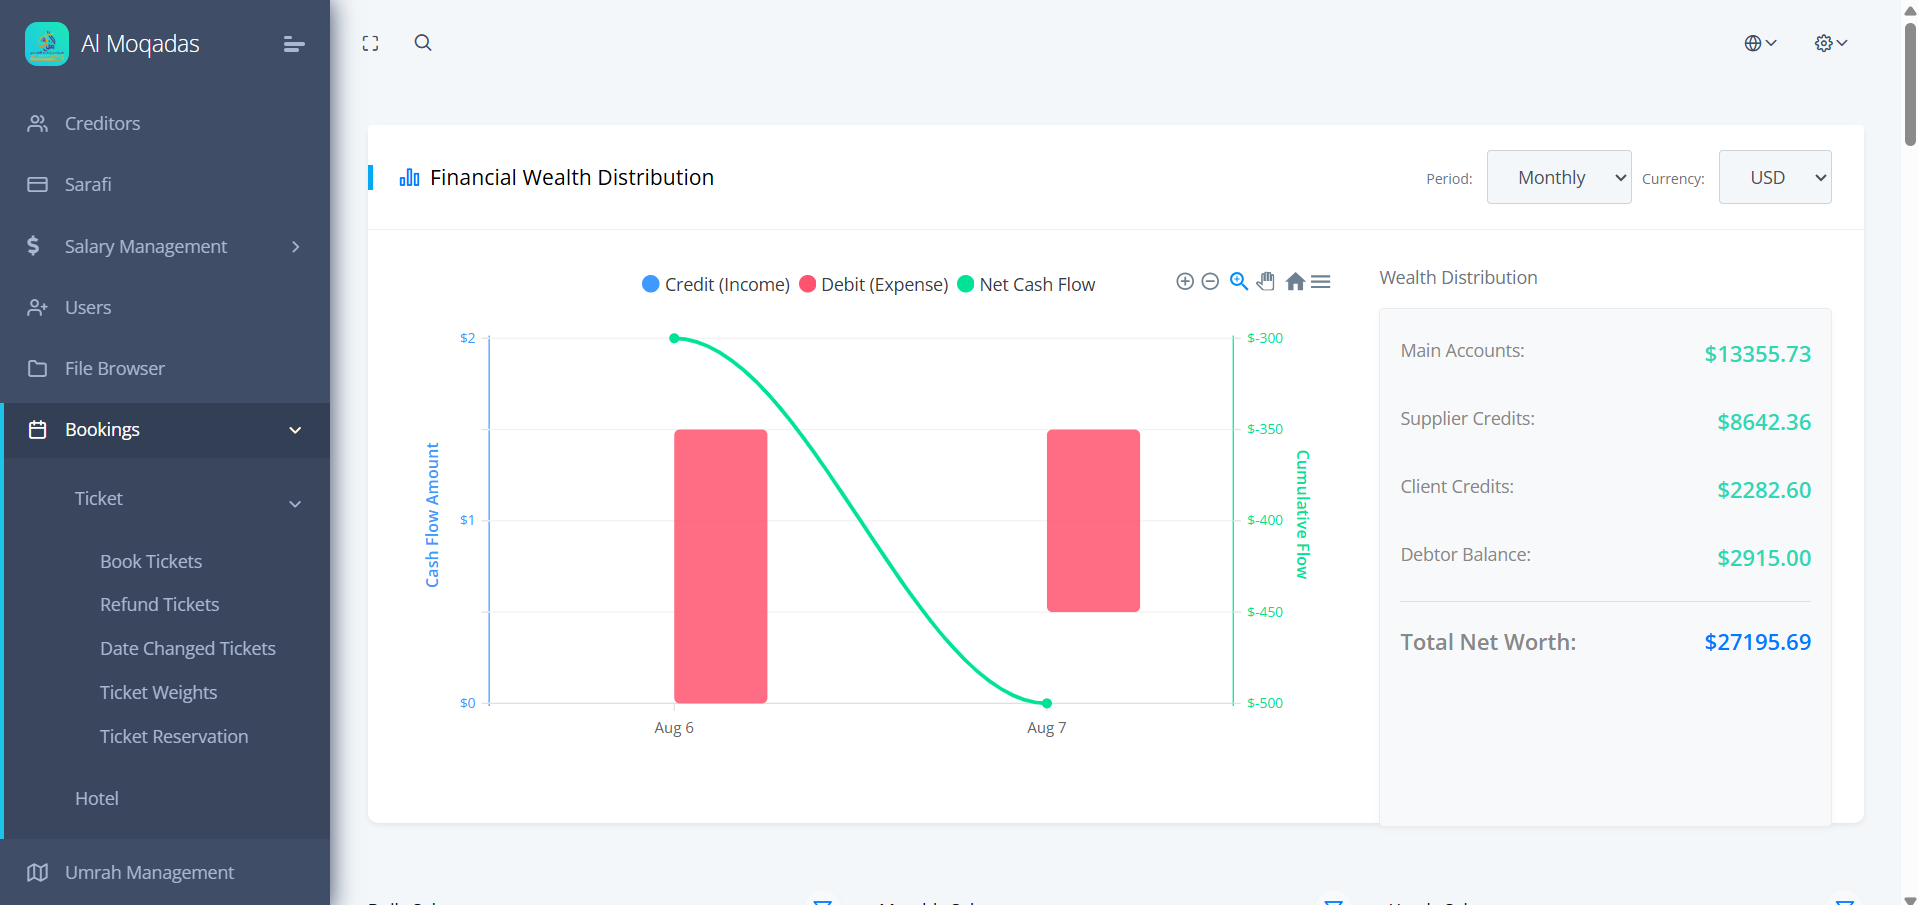 Al Moqadas
Creditors
Sarafi
Salary Management
Users
File Browser
Bookings
Ticket
Book Tickets
Refund Tickets
Date Changed Tickets
Ticket Weights
Ticket Reservation
Hotel
Umrah Management
Financial Wealth Distribution
Period:
Monthly
Currency:
USD
Credit (Income) Debit (Expense) Net Cash Flow
$2
$1
$0
Cash Flow Amount
Aug 6
Aug 7
$-300
$-350
$-400
$-450
$-500
Cumulative Flow
Wealth Distribution
Main Accounts: $13355.73
Supplier Credits: $8642.36
Client Credits: $2282.60
Debtor Balance: $2915.00
Total Net Worth: $27195.69